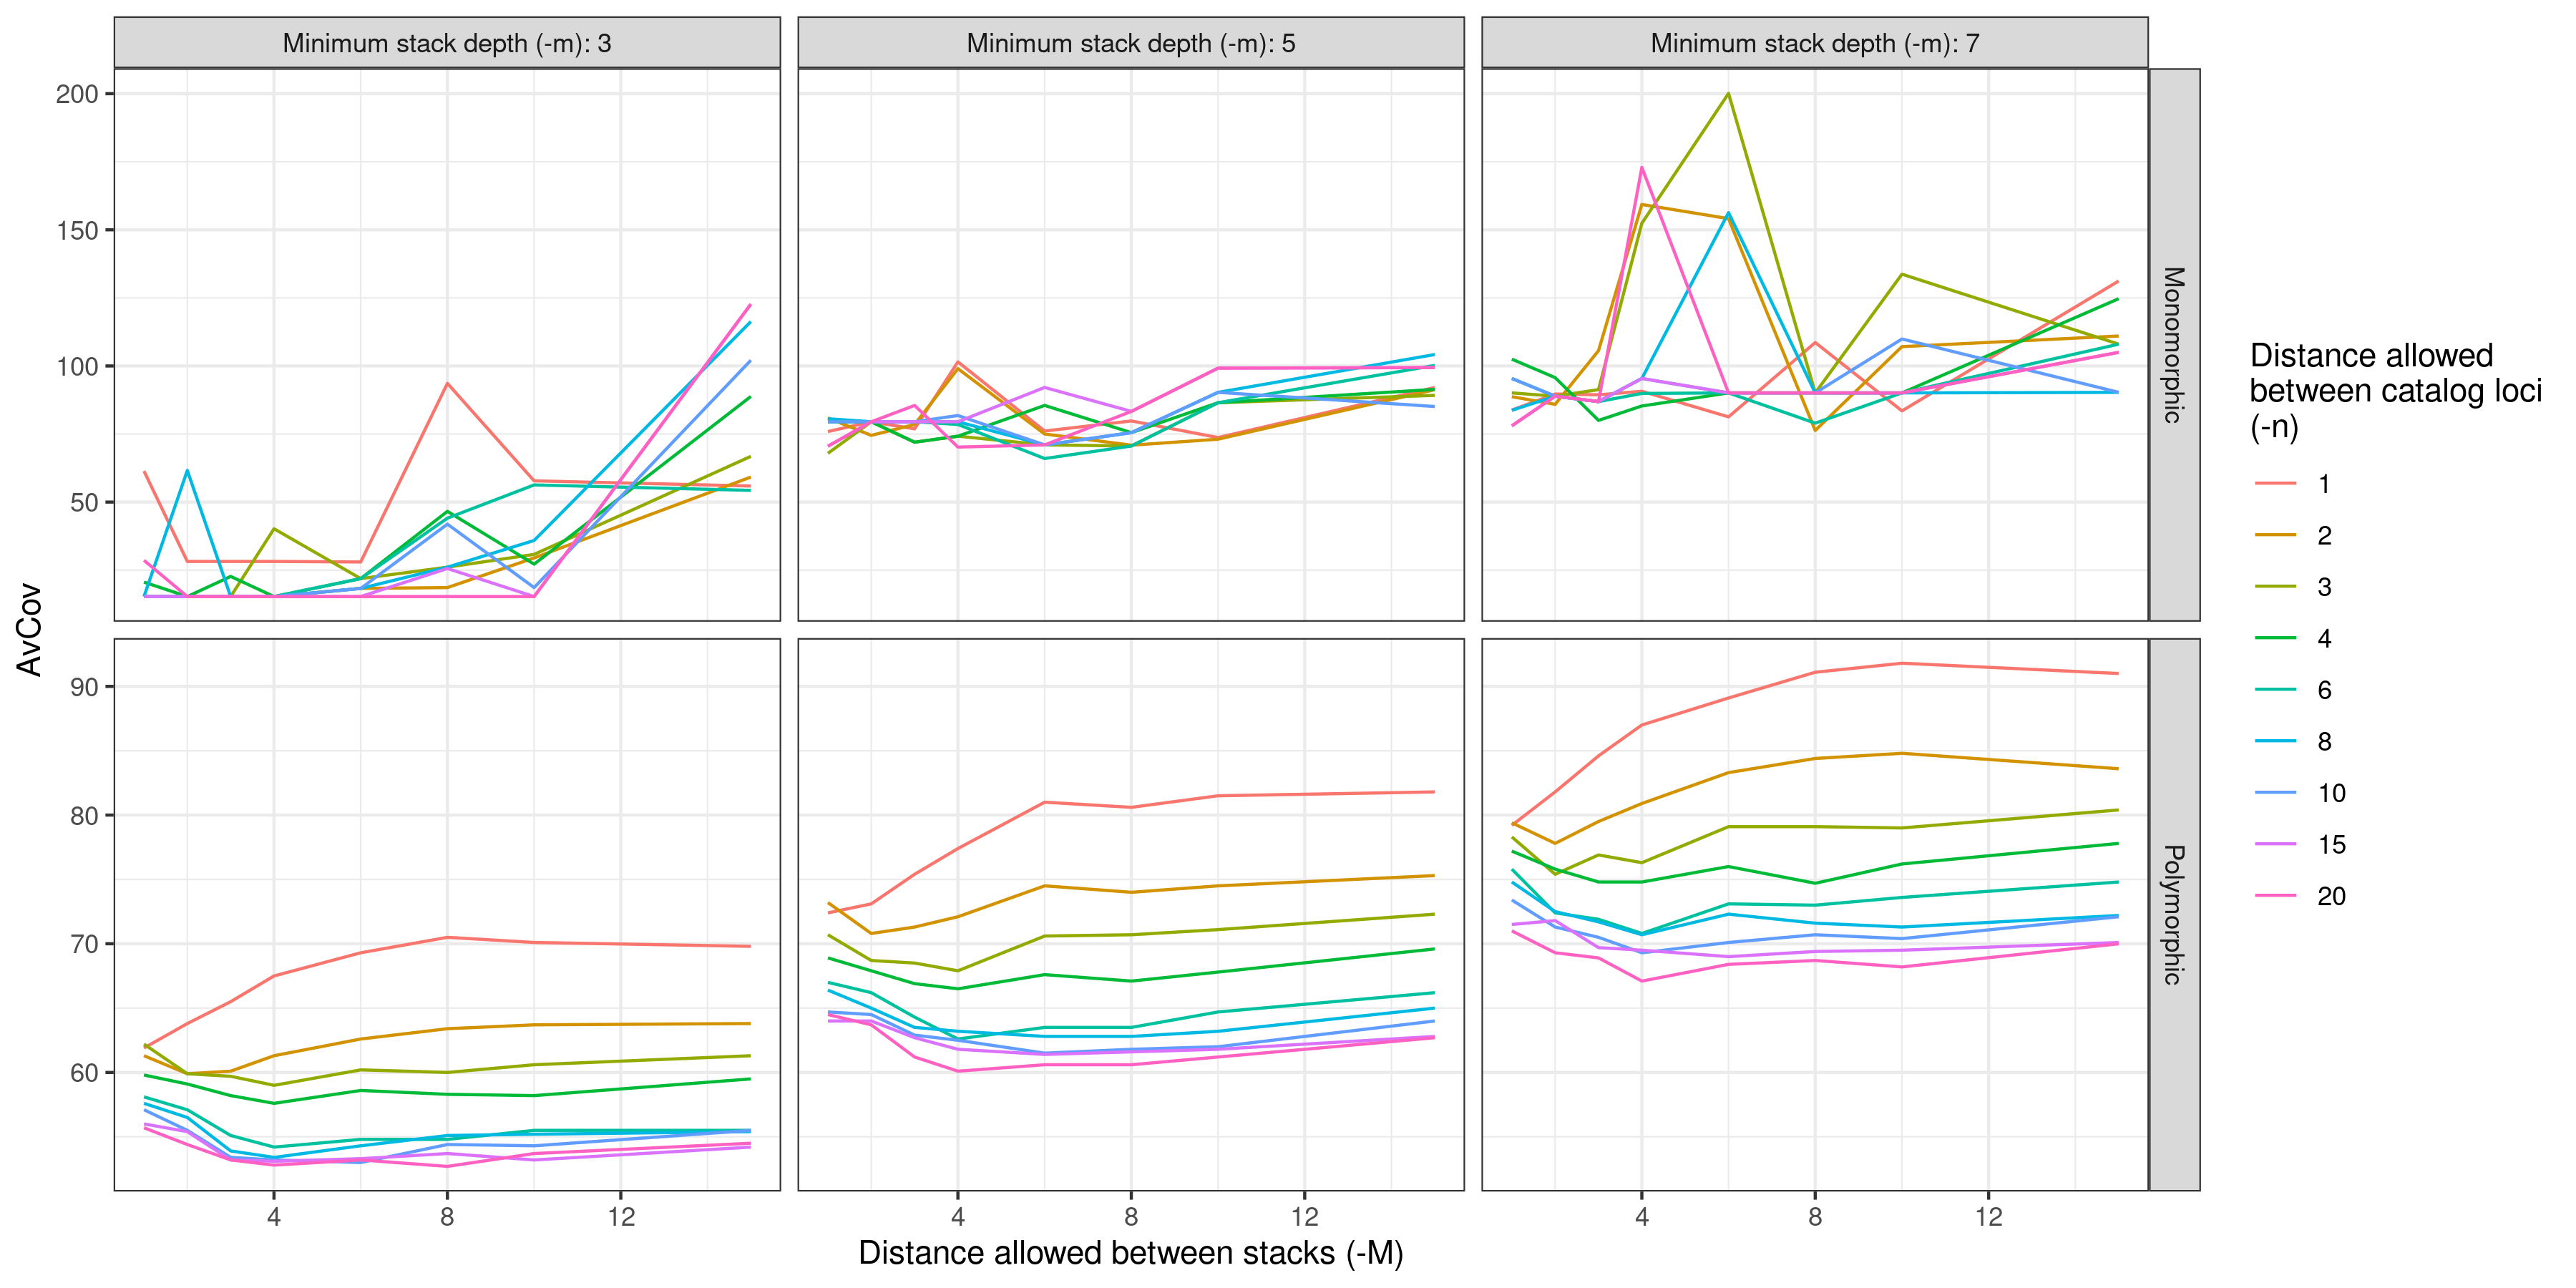 Minimum stack depth (-m): 3
Minimum stack depth (-m): 5
Minimum stack depth (-m): 7
200
150
100
50
Monomorphic
AvCov
90
80
70
60
Polymorphic
4
8
12
4
8
12
4
8
12
Distance allowed between stacks (-M)
Distance allowed
between catalog loci
(-n)
1
2
3
4
6
8
10
15
20